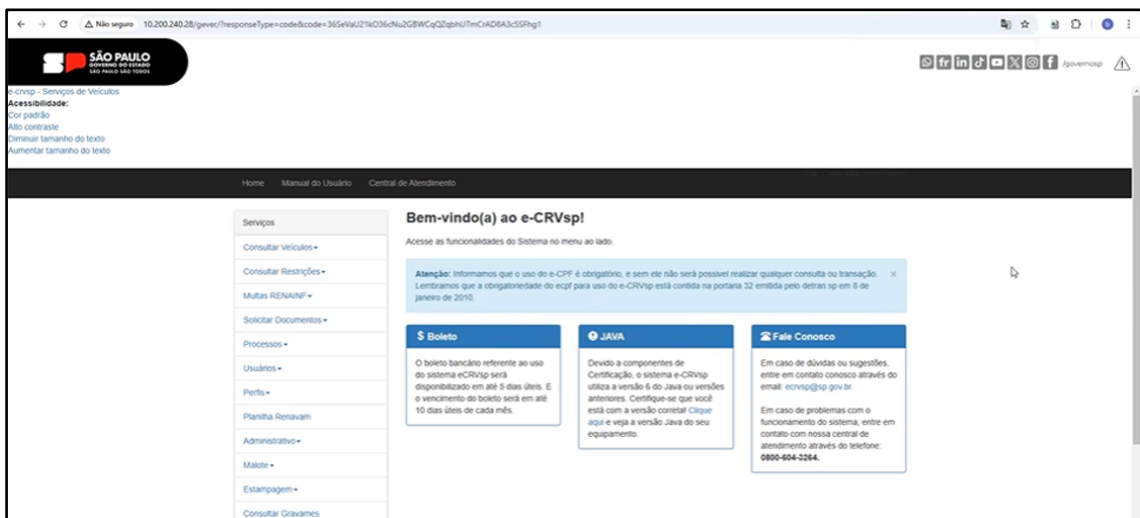 Não seguro 10.200.240.28/gever/?responseType=code&code=36SeVaU21kO36cNu2G8WCqQZqbhU7mCrAD8A3c5SFhg1
SÃO PAULO
GOVERNO DO ESTADO
SÃO PAULO SÃO TODOS
/governosp
e-crvsp - Serviços de Veículos
Acessibilidade:
Cor padrão
Alto contraste
Diminuir tamanho do texto
Aumentar tamanho do texto
Home Manual do Usuário Central de Atendimento
Serviços
Consultar Veículos
Consultar Restrições
Multas RENAINF
Solicitar Documentos
Processos
Usuários
Perfis
Planilha Renavam
Administrativo
Malote
Estampagem
Consultar Gravames
Bem-vindo(a) ao e-CRVsp!
Acesse as funcionalidades do Sistema no menu ao lado.
Atenção: Informamos que o uso do e-CPF é obrigatório, e sem ele não será possivel realizar qualquer consulta ou transação. ×
Lembramos que a obrigatoriedade do ecpf para uso do e-CRVsp está contida na portaria 32 emitida pelo detran.sp em 8 de
janeiro de 2010.
$ Boleto
O boleto bancário referente ao uso
do sistema eCRVsp será
disponibilizado em até 5 dias úteis. E
o vencimento do boleto será em até
10 dias úteis de cada mês.
JAVA
Devido a componentes de
Certificação, o sistema e-CRVsp
utiliza a versão 6 do Java ou versões
anteriores. Certifique-se que você
está com a versão correta! Clique
aqui e veja a versão Java do seu
equipamento.
Fale Conosco
Em caso de dúvidas ou sugestões,
entre em contato conosco através do
email: ecrvsp@sp.gov.br.
Em caso de problemas com o
funcionamento do sistema, entre em
contato com nossa central de
atendimento através do telefone:
0800-604-3264.